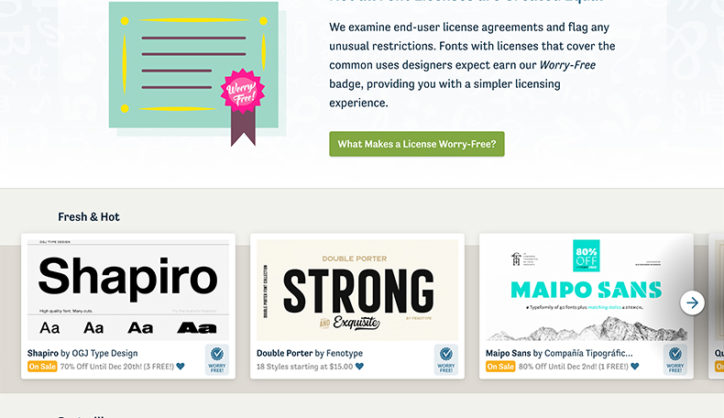 We examine end-user license agreements and flag any
unusual restrictions. Fonts with licenses that cover the
common uses designers expect earn our Worry-Free
badge, providing you with a simpler licensing
experience.
Worry
Free!
What Makes a License Worry-Free?
Fresh & Hot
OGJ TYPE DESIGN
Shapiro
High quality font. Many cuts.
Aa Aa Aa Aa
Shapiro by OGJ Type Design
On Sale 70% Off Until Dec 20th! (3 FREE!)
WORRY
FREE!
DOUBLE PORTER
DOUBLE PORTER FONT COLLECTION
STRONG
AND Exquisite
BY FENOTYPE
Double Porter by Fenotype
18 Styles starting at $15.00
WORRY
FREE!
80%
OFF
MAIPO SANS
Maipo Sans by Compañía Tipográfic...
On Sale 80% Off Until Dec 2nd! (1 FREE!)
WORRY
FREE!